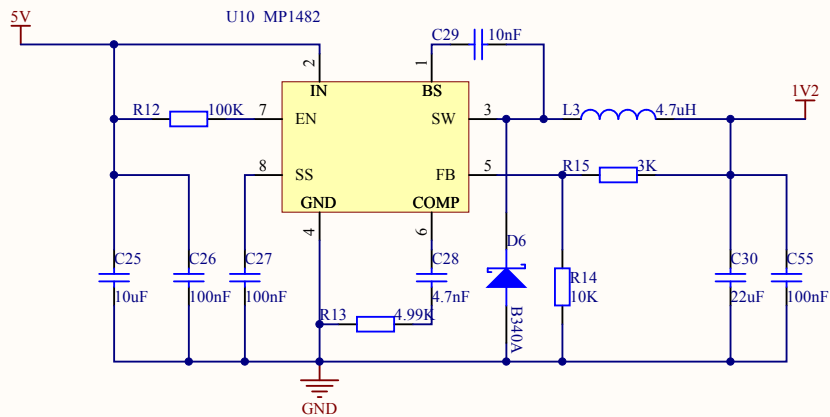 5V
U10 MP1482
C29
10nF
2
1
1V2
IN
BS
R12
100K
7
EN
SW
3
L3
4.7uH
8
SS
FB
5
R15
3K
GND
COMP
4
6
D6
C25
C26
C27
C28
R14
C30
C55
10uF
100nF
100nF
4.7nF
10K
22uF
100nF
R13
4.99K
B340A
GND